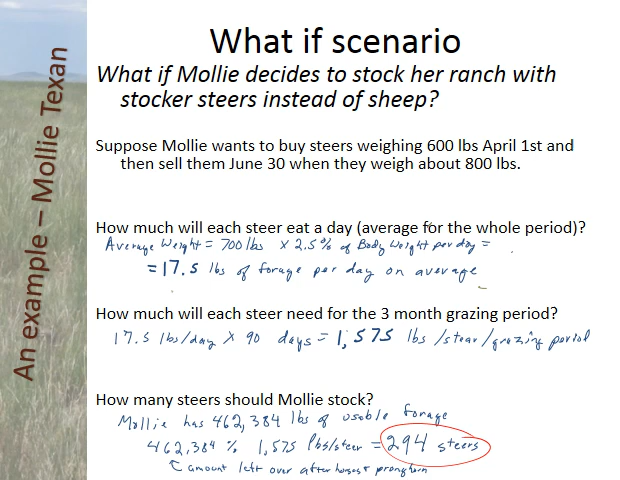 What if scenario
What if Mollie decides to stock her ranch with
stocker steers instead of sheep?
Suppose Mollie wants to buy steers weighing 600 lbs April 1st and
then sell them June 30 when they weigh about 800 lbs.
How much will each steer eat a day (average for the whole period)?
Average Weight = 700 lbs × 2.5% of Body Weight per day =
= 17.5 lbs of forage per day on average
How much will each steer need for the 3 month grazing period?
17.5 lbs/day × 90 days = 1,575 lbs /stear/grazing period
How many steers should Mollie stock?
Mollie has 462,384 lbs of usoble forage
462,384 % 1,575 lbs/steer = 294 steers
↑ amount left over after horses + pronghorn
An example – Mollie Texan